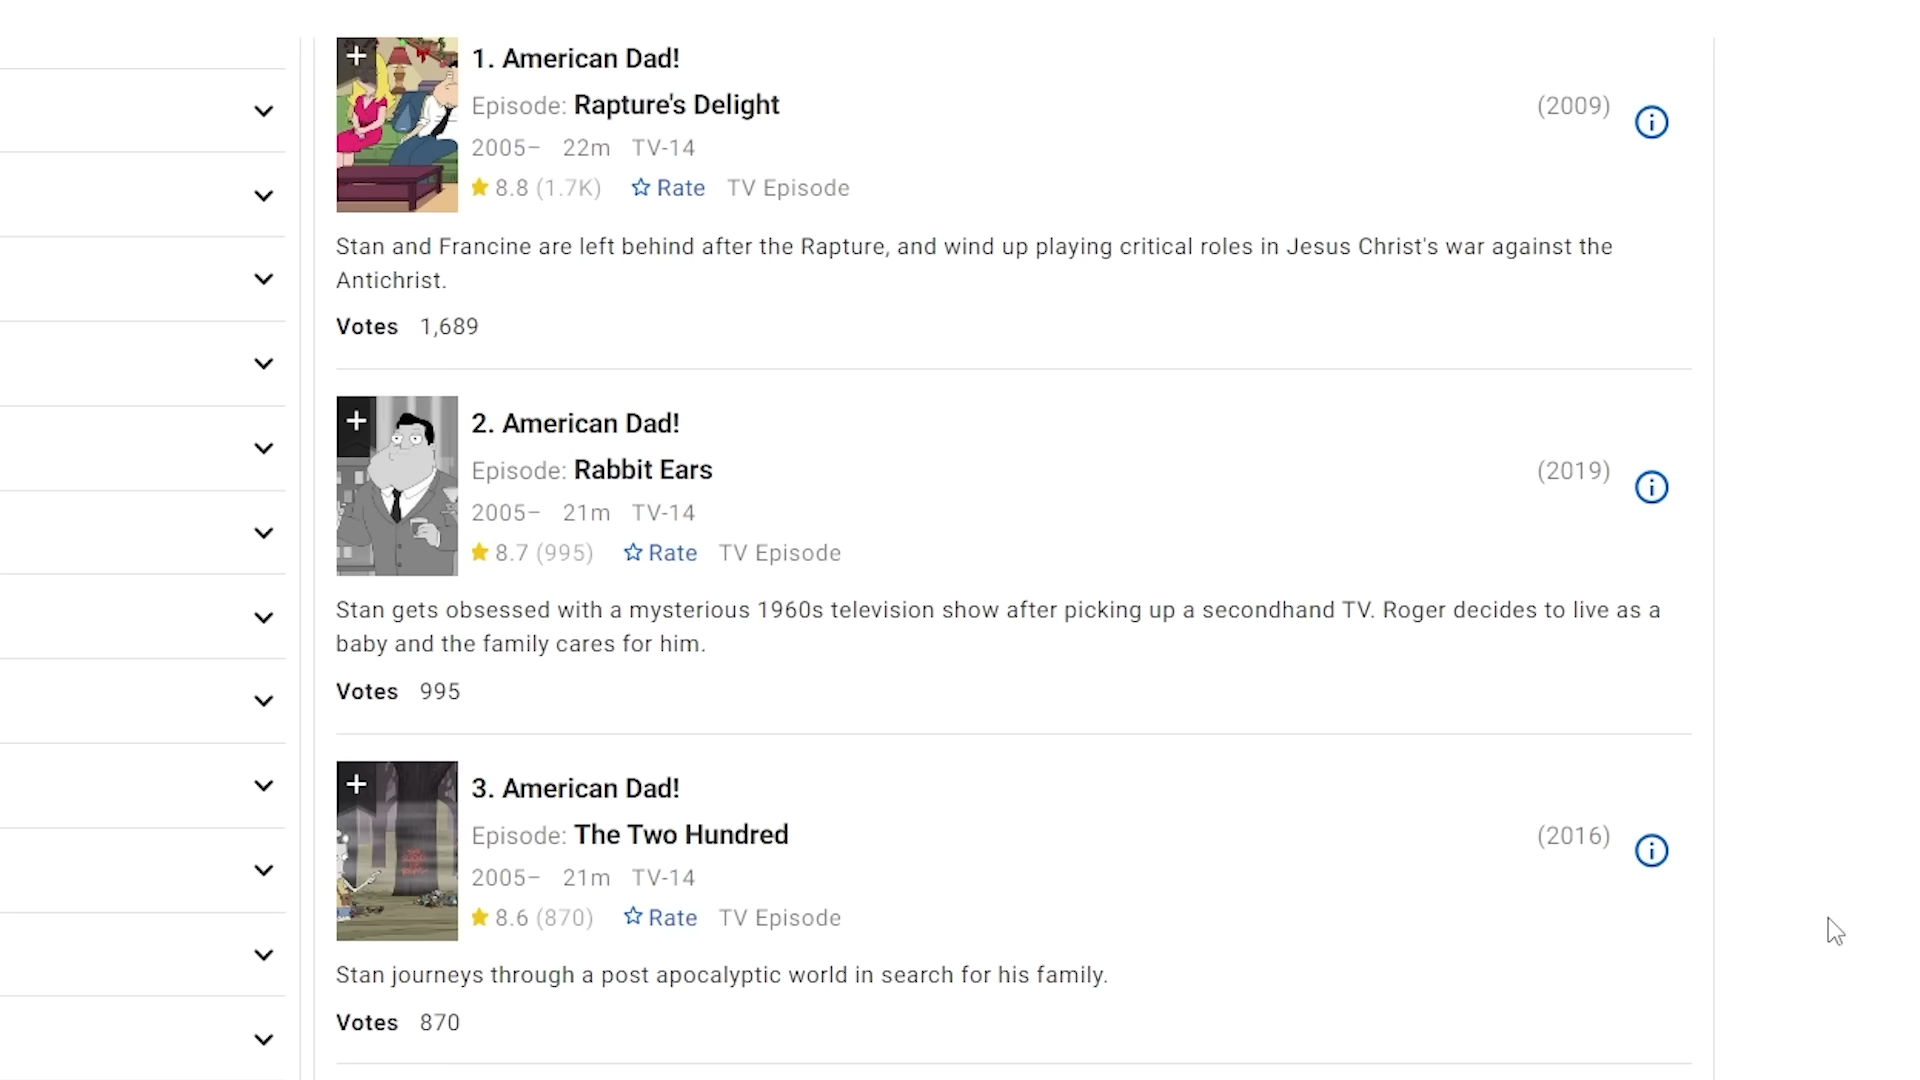 1. American Dad!
Episode: Rapture's Delight
(2009)
2005– 22m TV-14
8.8 (1.7K) Rate TV Episode
Stan and Francine are left behind after the Rapture, and wind up playing critical roles in Jesus Christ's war against the
Antichrist.
Votes 1,689
2. American Dad!
Episode: Rabbit Ears
(2019)
2005– 21m TV-14
8.7 (995) Rate TV Episode
Stan gets obsessed with a mysterious 1960s television show after picking up a secondhand TV. Roger decides to live as a
baby and the family cares for him.
Votes 995
3. American Dad!
Episode: The Two Hundred
(2016)
2005– 21m TV-14
8.6 (870) Rate TV Episode
Stan journeys through a post apocalyptic world in search for his family.
Votes 870